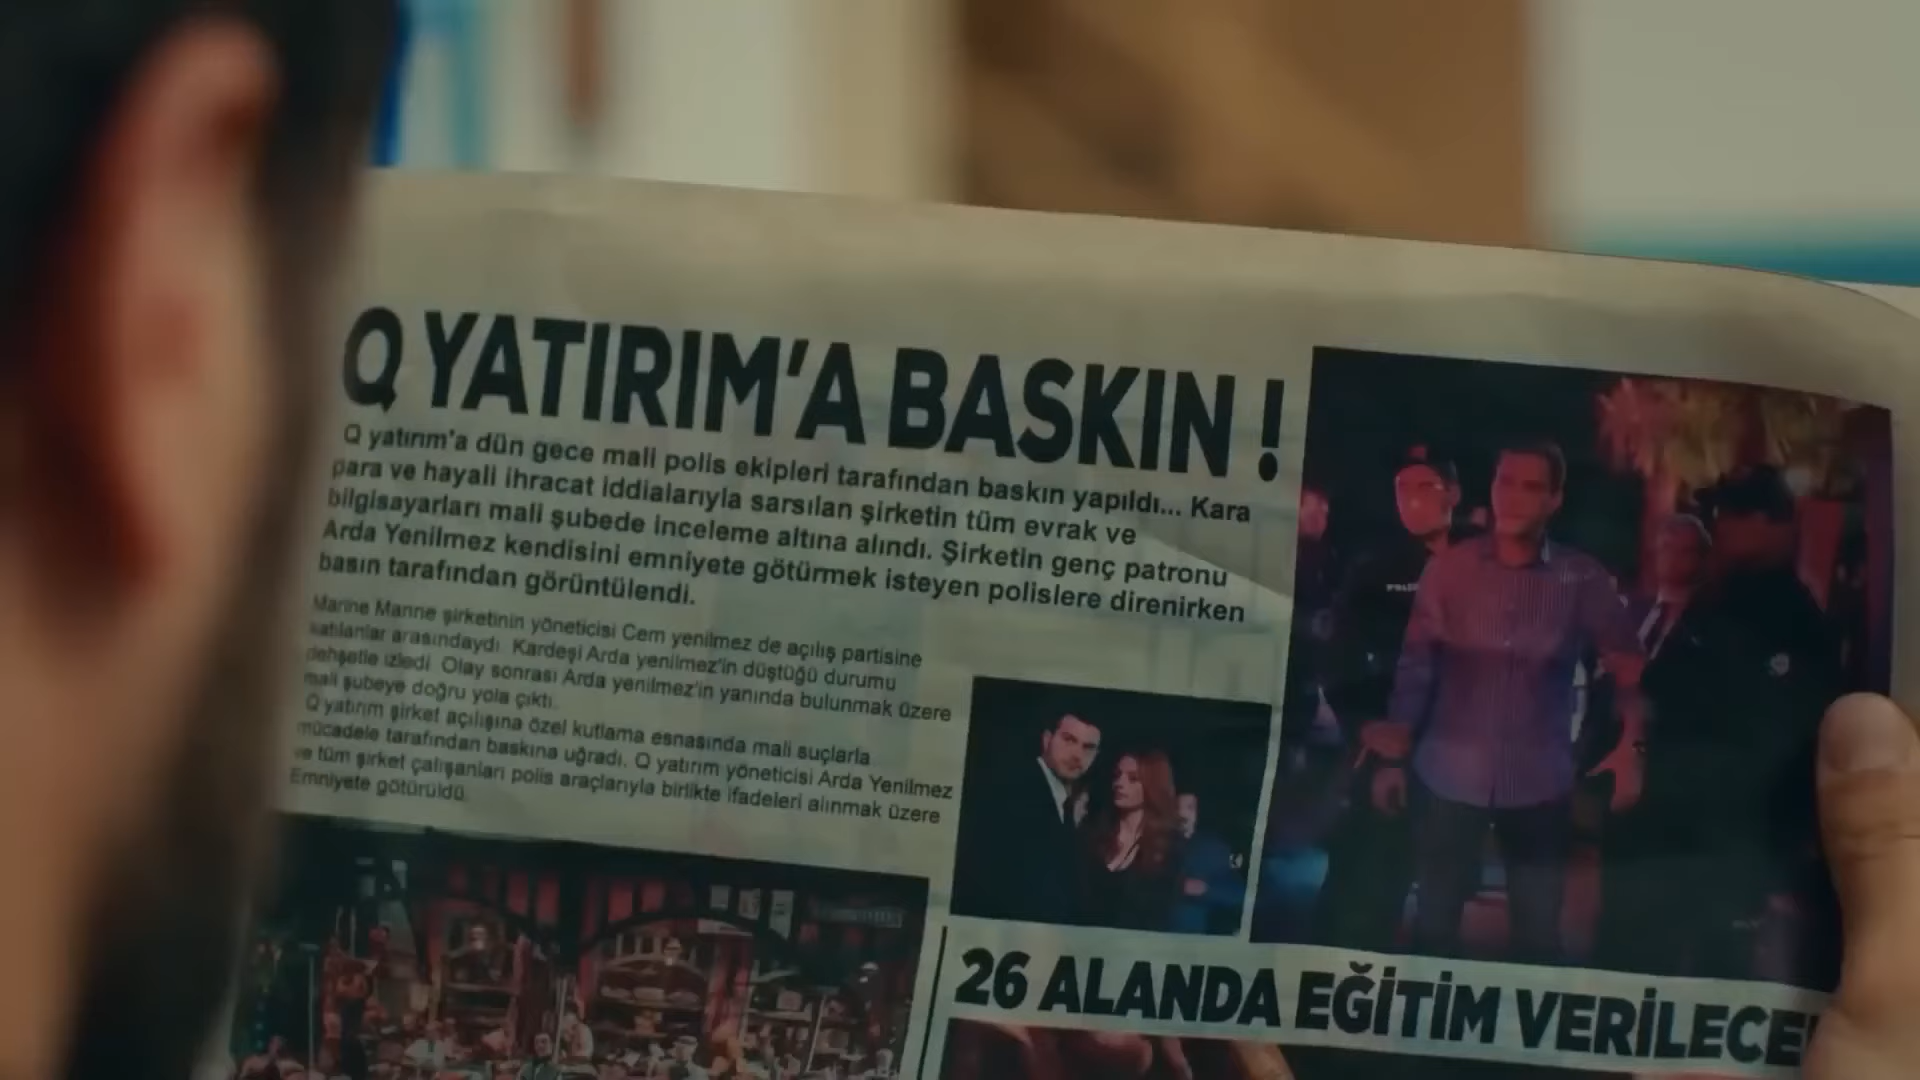 Q YATIRIM'A BASKIN !
Q yatırım'a dün gece mali polis ekipleri tarafından baskın yapıldı... Kara
para ve hayali ihracat iddialarıyla sarsılan şirketin tüm evrak ve
bilgisayarları mali şubede inceleme altına alındı. Şirketin genç patronu
Arda Yenilmez kendisini emniyete götürmek isteyen polislere direnirken
basın tarafından görüntülendi.
Marine Marine şirketinin yöneticisi Cem yenilmez de açılış partisine
katılanlar arasındaydı. Kardeşi Arda yenilmez'in düştüğü durumu
dehşetle izledi. Olay sonrası Arda yenilmez'in yanında bulunmak üzere
mali şubeye doğru yola çıktı.
Q yatırım şirket açılışına özel kutlama esnasında mali suçlarla
mücadele tarafından baskına uğradı. Q yatırım yöneticisi Arda Yenilmez
ve tüm şirket çalışanları polis araçlarıyla birlikte ifadeleri alınmak üzere
Emniyete götürüldü.
26 ALANDA EĞİTİM VERİLECE